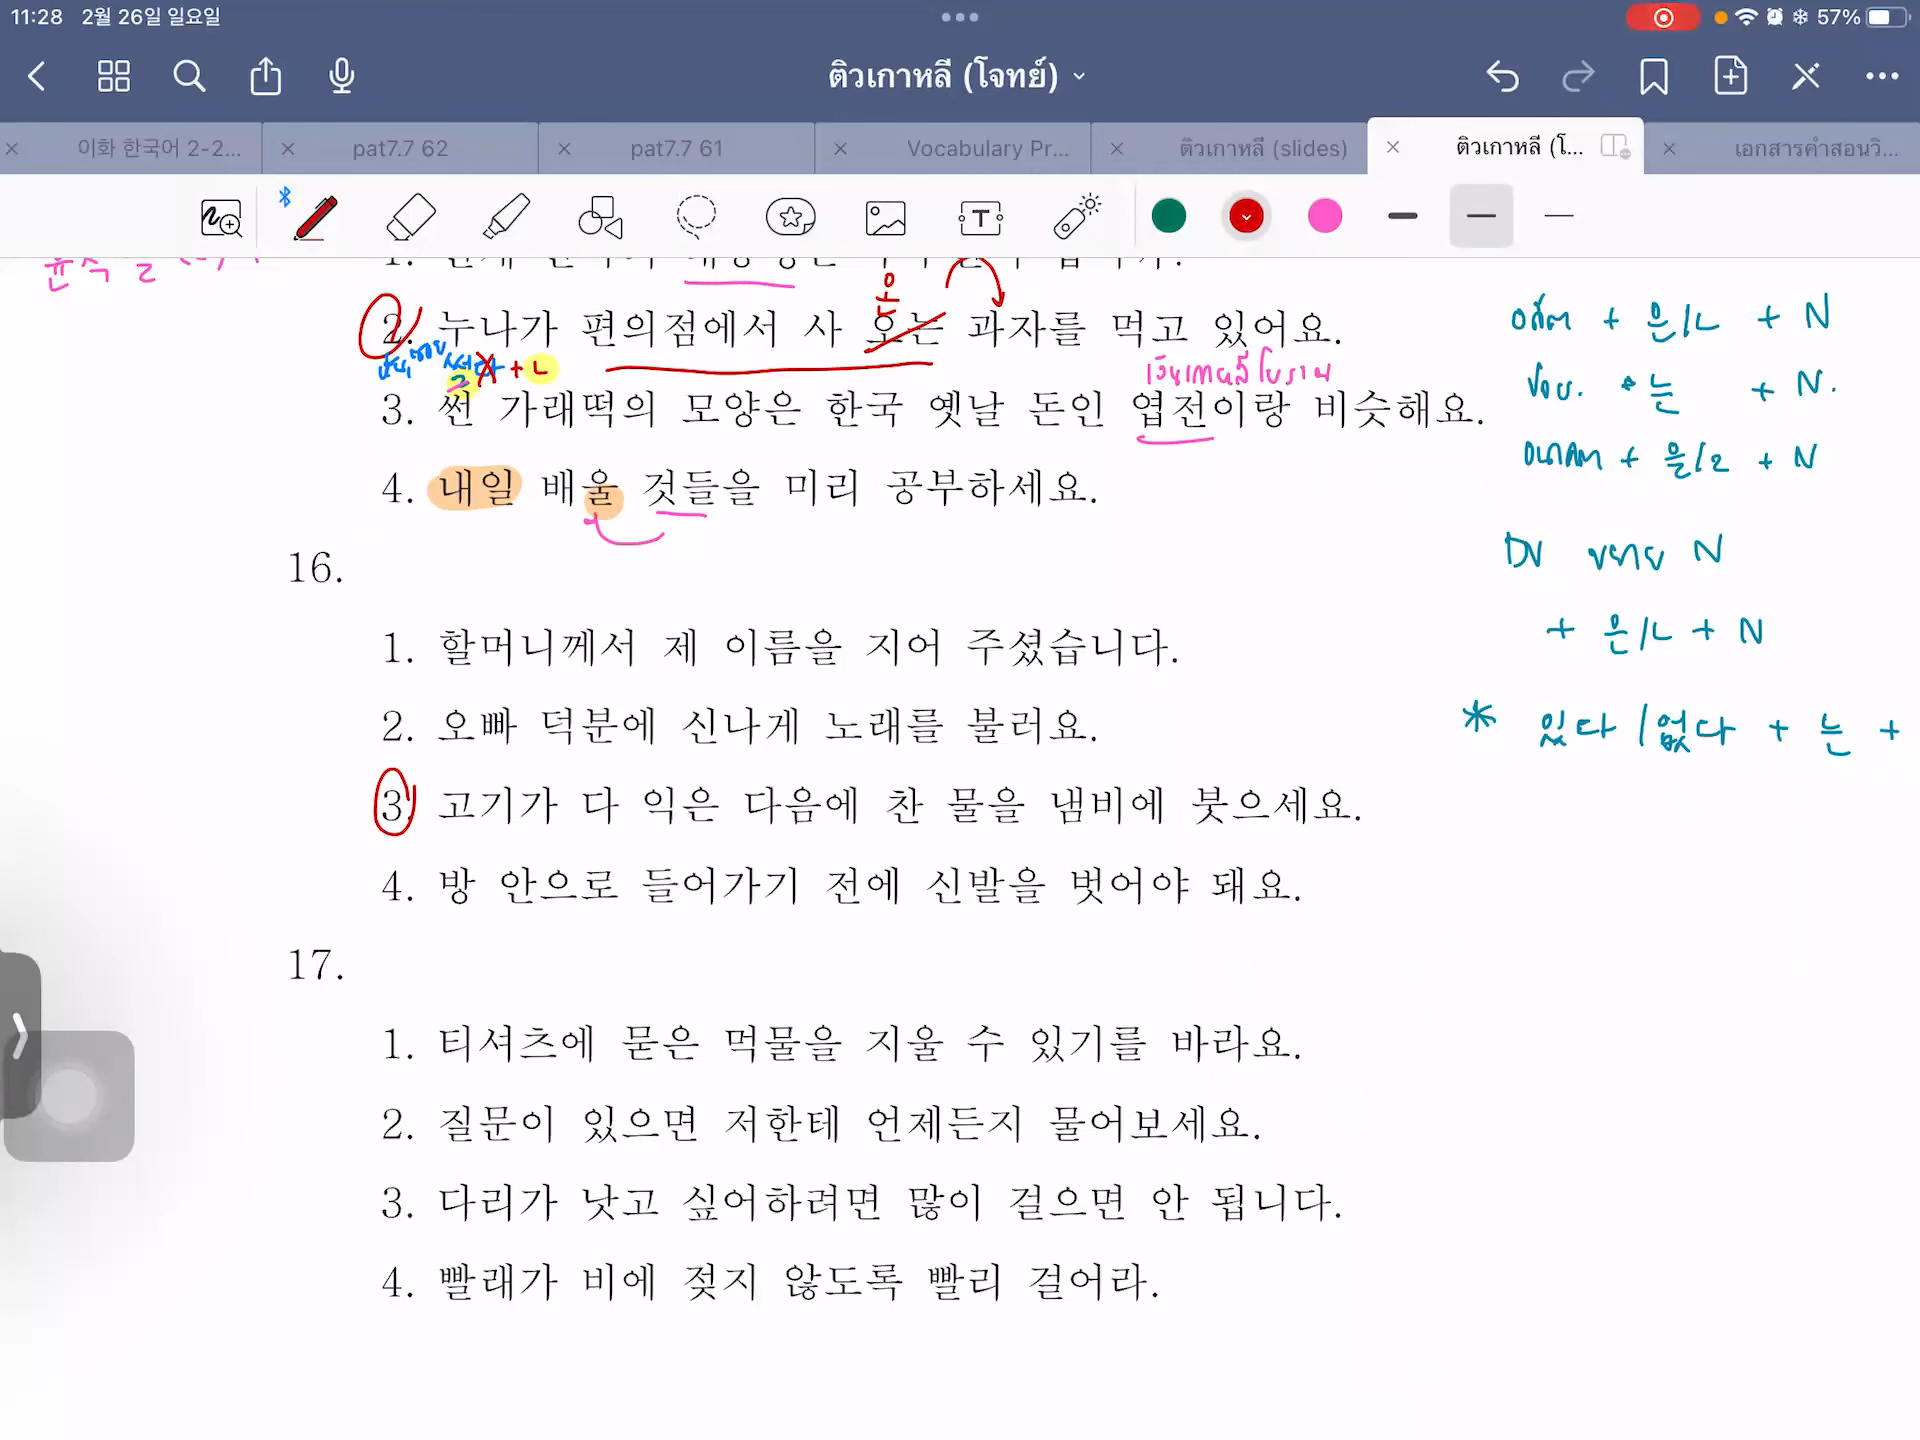 11:28 2월 26일 일요일 57%
ติวเกาหลี (โจทย์)
이화 한국어 2-2... pat7.7 62 pat7.7 61 Vocabulary Pr... ติวเกาหลี (slides) ติวเกาหลี (โ... เอกสารคำสอนวิ...
온
2. 누나가 편의점에서 사 오는 과자를 먹고 있어요.
+ ㄴ
3. 썬 가래떡의 모양은 한국 옛날 돈인 엽전이랑 비슷해요.
4. 내일 배울 것들을 미리 공부하세요.
16.
1. 할머니께서 제 이름을 지어 주셨습니다.
2. 오빠 덕분에 신나게 노래를 불러요.
3. 고기가 다 익은 다음에 찬 물을 냄비에 붓으세요.
4. 방 안으로 들어가기 전에 신발을 벗어야 돼요.
17.
1. 티셔츠에 묻은 먹물을 지울 수 있기를 바라요.
2. 질문이 있으면 저한테 언제든지 물어보세요.
3. 다리가 낫고 싶어하려면 많이 걸으면 안 됩니다.
4. 빨래가 비에 젖지 않도록 빨리 걸어라.
อดีต + 은/ㄴ + N
는 + N.
อนาคต + 을/ㄹ + N
DV ขยาย N
+ 은/ㄴ + N
* 있다/없다 + 는 +